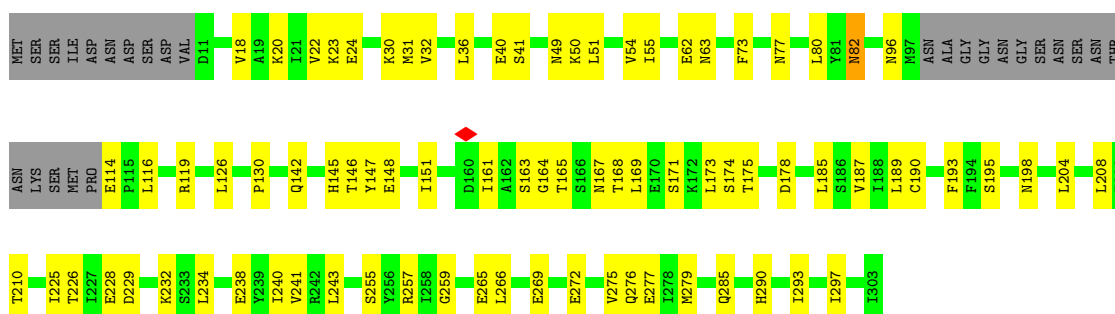 MET SER SER ILE ASP ASN ASP SER ASP VAL D11 V18 A19 K20 I21 V22 K23 E24 K30 M31 V32 L36 E40 S41 N49 K50 L51 V54 I55 E62 N63 F73 N77 L80 Y81 N82 N96 M97 ASN ALA GLY GLY ASN GLY SER ASN SER ASN THR
ASN LYS SER MET PRO E114 P115 L116 R119 L126 P130 Q142 H145 T146 Y147 E148 I151 D160 I161 A162 S163 G164 T165 S166 N167 T168 L169 E170 S171 K172 L173 S174 T175 D178 L185 S186 V187 I188 L189 C190 F193 F194 S195 N198 L204 L208
T210 I225 T226 I227 E228 D229 K232 S233 L234 E238 Y239 I240 V241 R242 L243 S255 Y256 R257 I258 G259 E265 L266 E269 E272 V275 Q276 E277 I278 M279 Q285 H290 I293 I297 I303